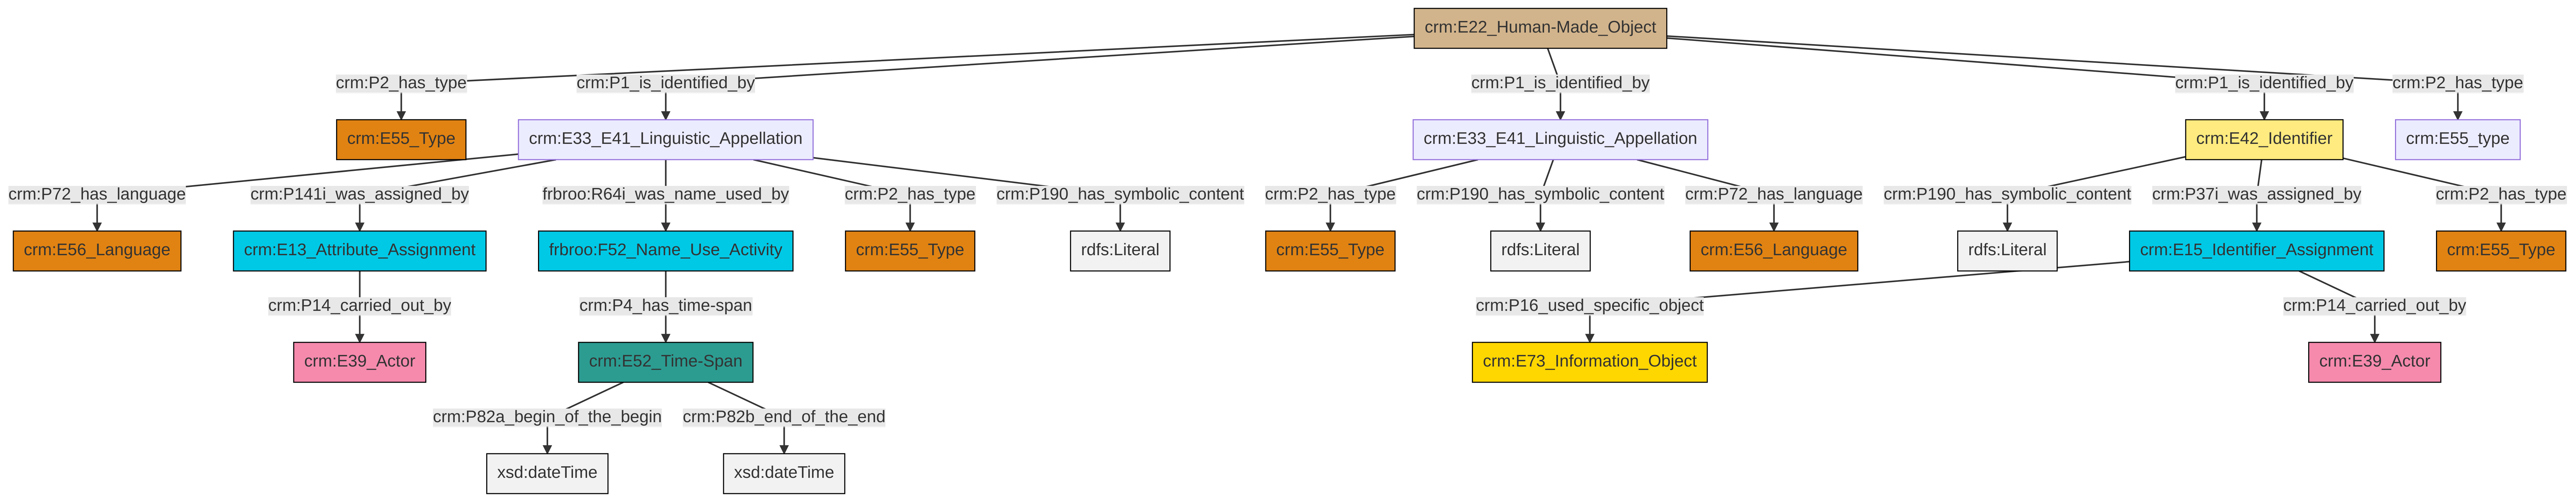 crm:E22_Human-Made_Object
crm:P2_has_type
crm:P1_is_identified_by
crm:P1_is_identified_by
crm:P1_is_identified_by
crm:P2_has_type
crm:E55_Type
crm:E33_E41_Linguistic_Appellation
crm:E33_E41_Linguistic_Appellation
crm:E42_Identifier
crm:E55_type
crm:P72_has_language
crm:P141i_was_assigned_by
frbroo:R64i_was_name_used_by
crm:P2_has_type
crm:P190_has_symbolic_content
crm:P2_has_type
crm:P190_has_symbolic_content
crm:P72_has_language
crm:P190_has_symbolic_content
crm:P37i_was_assigned_by
crm:P2_has_type
crm:E56_Language
crm:E13_Attribute_Assignment
frbroo:F52_Name_Use_Activity
crm:E55_Type
rdfs:Literal
crm:E55_Type
rdfs:Literal
crm:E56_Language
rdfs:Literal
crm:E15_Identifier_Assignment
crm:E55_Type
crm:P14_carried_out_by
crm:P4_has_time-span
crm:P16_used_specific_object
crm:P14_carried_out_by
crm:E39_Actor
crm:E52_Time-Span
crm:E73_Information_Object
crm:E39_Actor
crm:P82a_begin_of_the_begin
crm:P82b_end_of_the_end
xsd:dateTime
xsd:dateTime